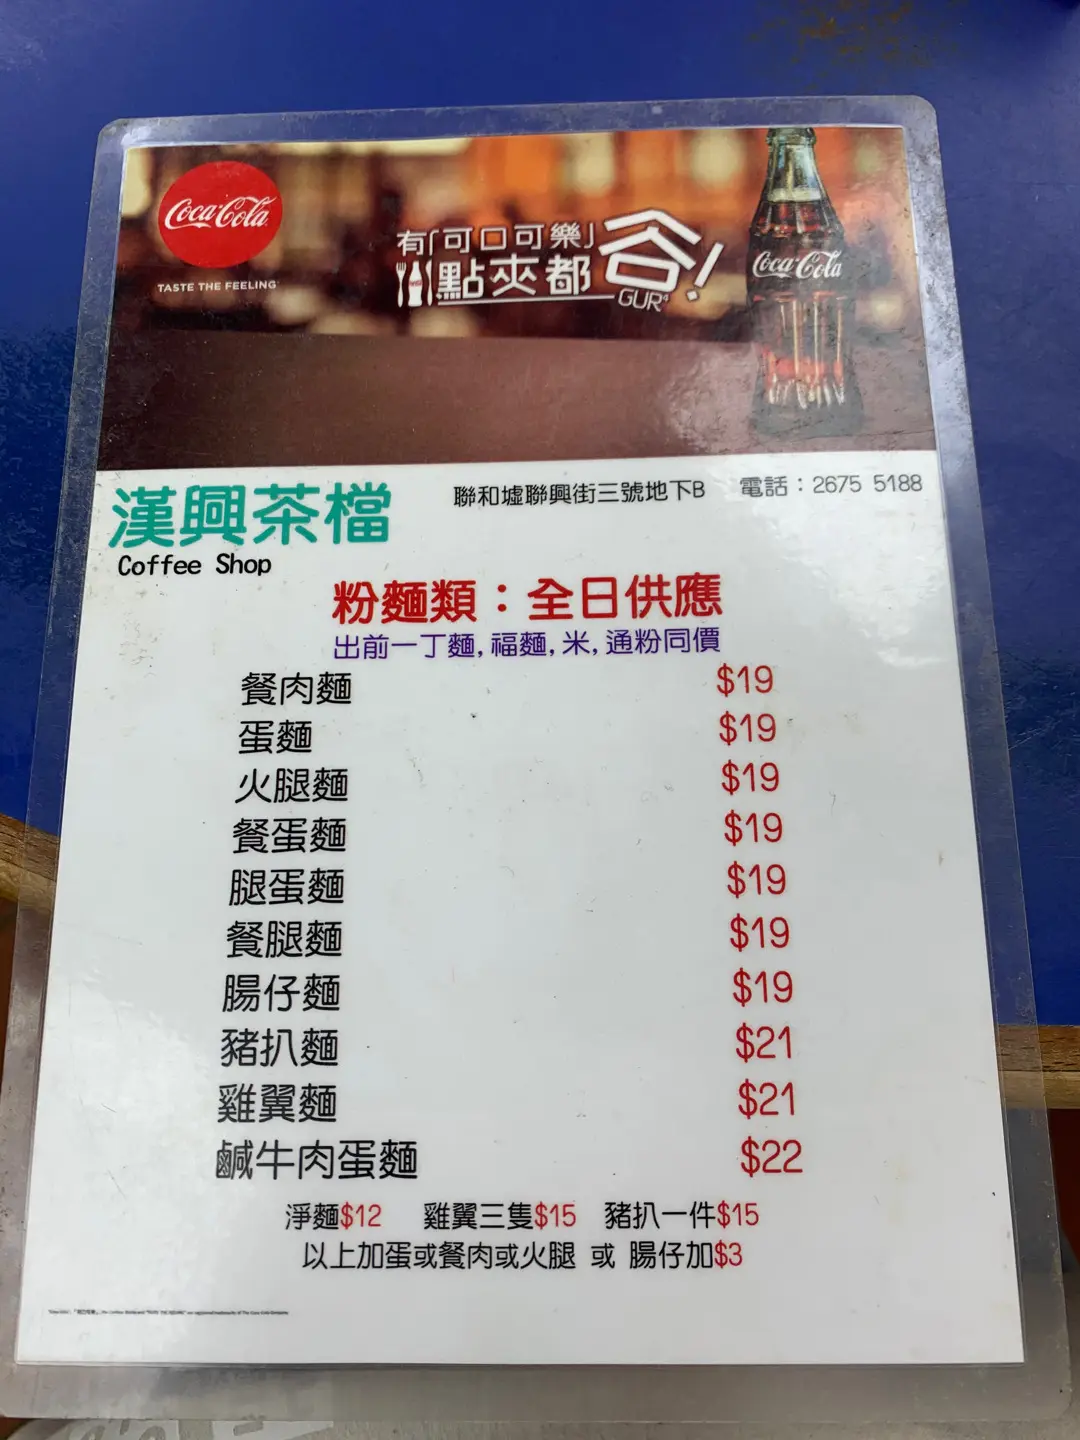 Coca-Cola
TASTE THE FEELING
有「可口可樂」
點夾都
谷!
GUR⁴
Coca-Cola
漢興茶檔
Coffee Shop
聯和墟聯興街三號地下B 電話：2675 5188
粉麵類：全日供應
出前一丁麵,福麵,米,通粉同價
餐肉麵 $19
蛋麵 $19
火腿麵 $19
餐蛋麵 $19
腿蛋麵 $19
餐腿麵 $19
腸仔麵 $19
豬扒麵 $21
雞翼麵 $21
鹹牛肉蛋麵 $22
淨麵$12 雞翼三隻$15 豬扒一件$15
以上加蛋或餐肉或火腿 或 腸仔加$3